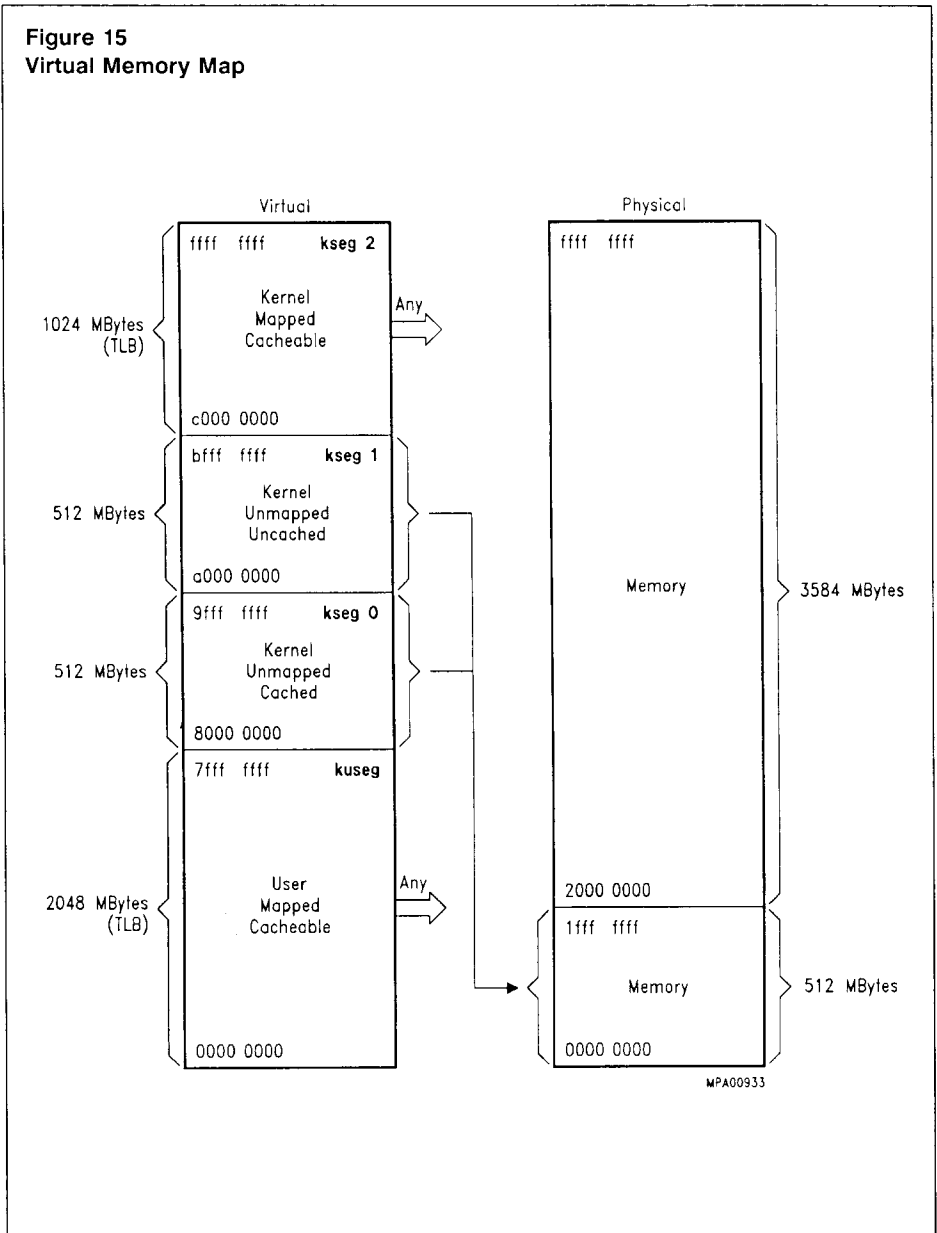 Figure 15
Virtual Memory Map
Virtual
ffff ffff kseg 2
Kernel
Mapped
Cacheable
c000 0000
1024 MBytes
(TLB)
Any
bfff ffff kseg 1
Kernel
Unmapped
Uncached
a000 0000
512 MBytes
9fff ffff kseg 0
Kernel
Unmapped
Cached
8000 0000
512 MBytes
7fff ffff kuseg
User
Mapped
Cacheable
0000 0000
2048 MBytes
(TLB)
Any
Physical
ffff ffff
Memory
2000 0000
3584 MBytes
1fff ffff
Memory
0000 0000
512 MBytes
MPA00933